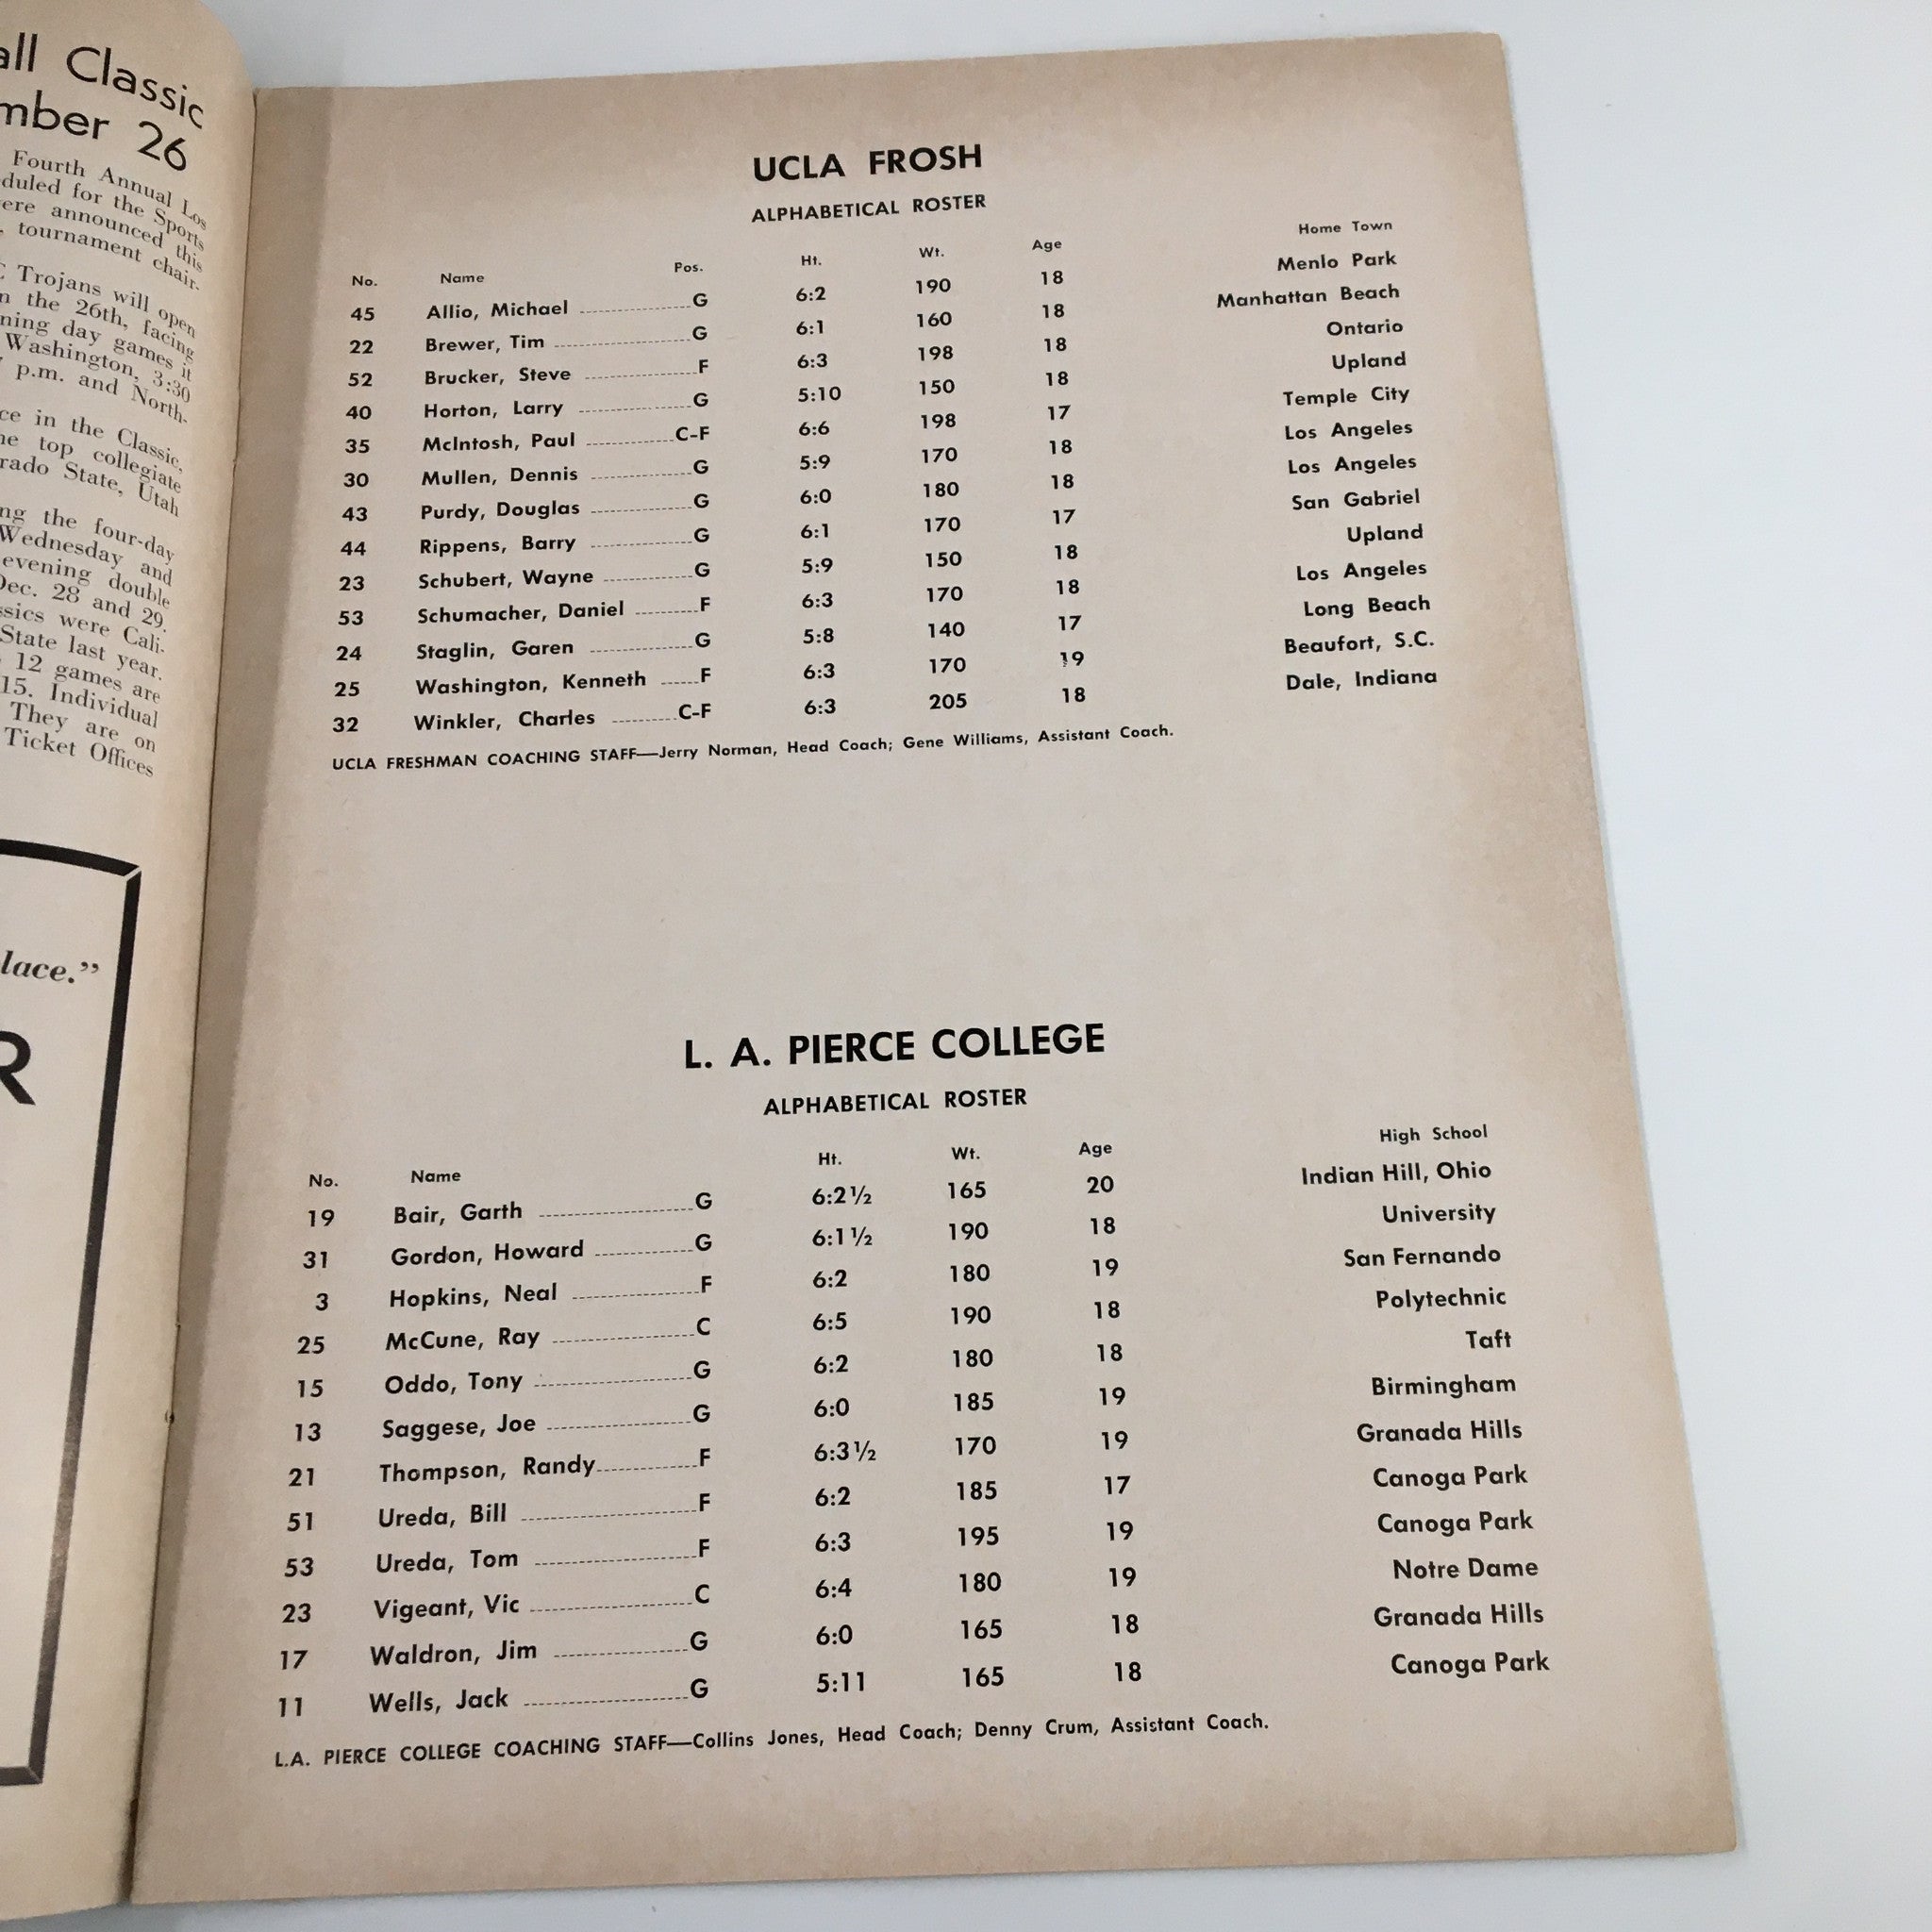 all Classic
mber 26
Fourth Annual Los
duled for the Sports
ere announced this
, tournament chair-
Trojans will open
n the 26th, facing
ning day games it
Washington, 3:30
p.m. and North-
ce in the Classic,
ne top collegiate
rado State, Utah
ng the four-day
Wednesday and
evening double
Dec. 28 and 29.
ssics were Cali-
State last year.
12 games are
15. Individual
They are on
Ticket Offices
lace.”
R
UCLA FROSH
ALPHABETICAL ROSTER
No. Name Pos. Ht. Wt. Age Home Town
45 Allio, Michael G 6:2 190 18 Menlo Park
22 Brewer, Tim G 6:1 160 18 Manhattan Beach
52 Brucker, Steve F 6:3 198 18 Ontario
40 Horton, Larry G 5:10 150 18 Upland
35 McIntosh, Paul C-F 6:6 198 17 Temple City
30 Mullen, Dennis G 5:9 170 18 Los Angeles
43 Purdy, Douglas G 6:0 180 18 Los Angeles
44 Rippens, Barry G 6:1 170 17 San Gabriel
23 Schubert, Wayne G 5:9 150 18 Upland
53 Schumacher, Daniel F 6:3 170 18 Los Angeles
24 Staglin, Garen G 5:8 140 17 Long Beach
25 Washington, Kenneth F 6:3 170 19 Beaufort, S.C.
32 Winkler, Charles C-F 6:3 205 18 Dale, Indiana
UCLA FRESHMAN COACHING STAFF—Jerry Norman, Head Coach; Gene Williams, Assistant Coach.
L. A. PIERCE COLLEGE
ALPHABETICAL ROSTER
No. Name Ht. Wt. Age High School
19 Bair, Garth G 6:2½ 165 20 Indian Hill, Ohio
31 Gordon, Howard G 6:1½ 190 18 University
3 Hopkins, Neal F 6:2 180 19 San Fernando
25 McCune, Ray C 6:5 190 18 Polytechnic
15 Oddo, Tony G 6:2 180 18 Taft
13 Saggese, Joe G 6:0 185 19 Birmingham
21 Thompson, Randy F 6:3½ 170 19 Granada Hills
51 Ureda, Bill F 6:2 185 17 Canoga Park
53 Ureda, Tom F 6:3 195 19 Canoga Park
23 Vigeant, Vic C 6:4 180 19 Notre Dame
17 Waldron, Jim G 6:0 165 18 Granada Hills
11 Wells, Jack G 5:11 165 18 Canoga Park
L.A. PIERCE COLLEGE COACHING STAFF—Collins Jones, Head Coach; Denny Crum, Assistant Coach.